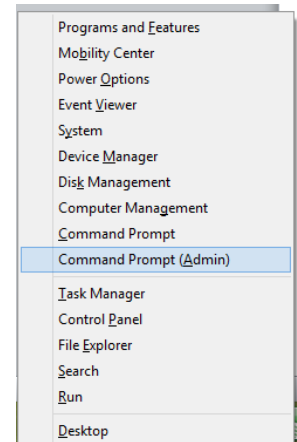 Programs and Features
Mobility Center
Power Options
Event Viewer
System
Device Manager
Disk Management
Computer Management
Command Prompt
Command Prompt (Admin)
Task Manager
Control Panel
File Explorer
Search
Run
Desktop